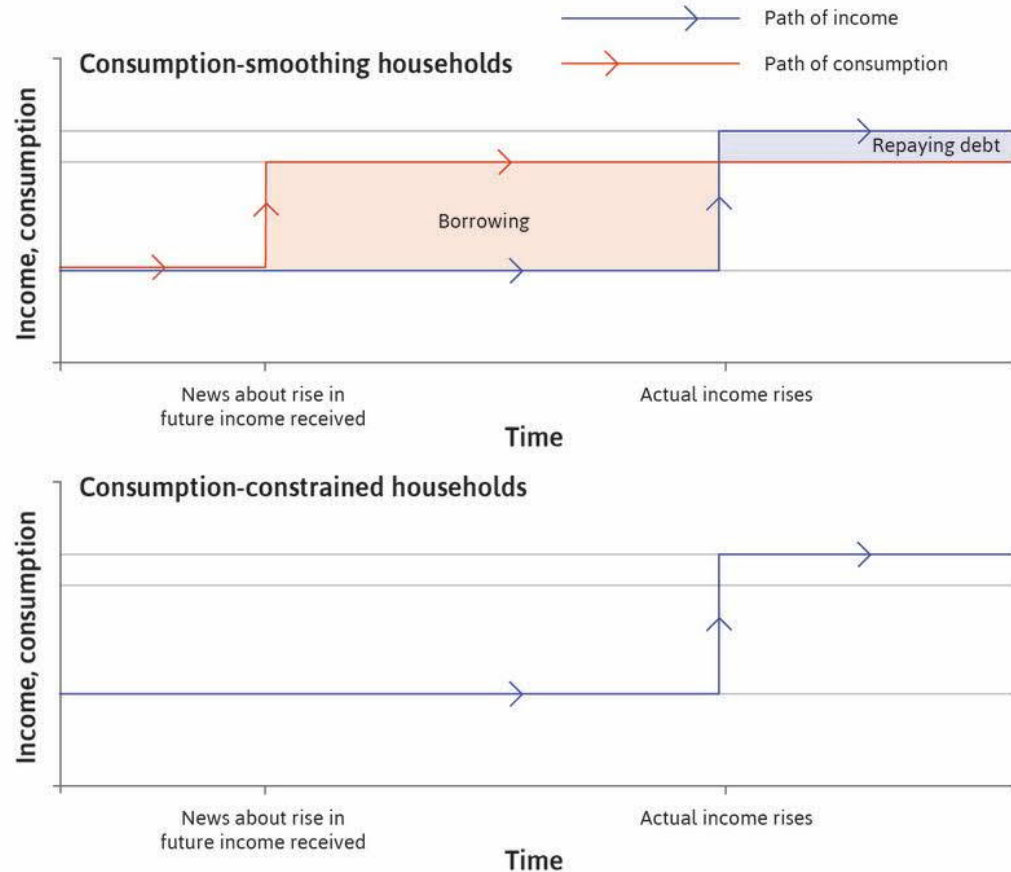 Path of income
Path of consumption
Consumption-smoothing households
Income, consumption
Repaying debt
Borrowing
News about rise in
future income received
Actual income rises
Time
Consumption-constrained households
Income, consumption
News about rise in
future income received
Actual income rises
Time